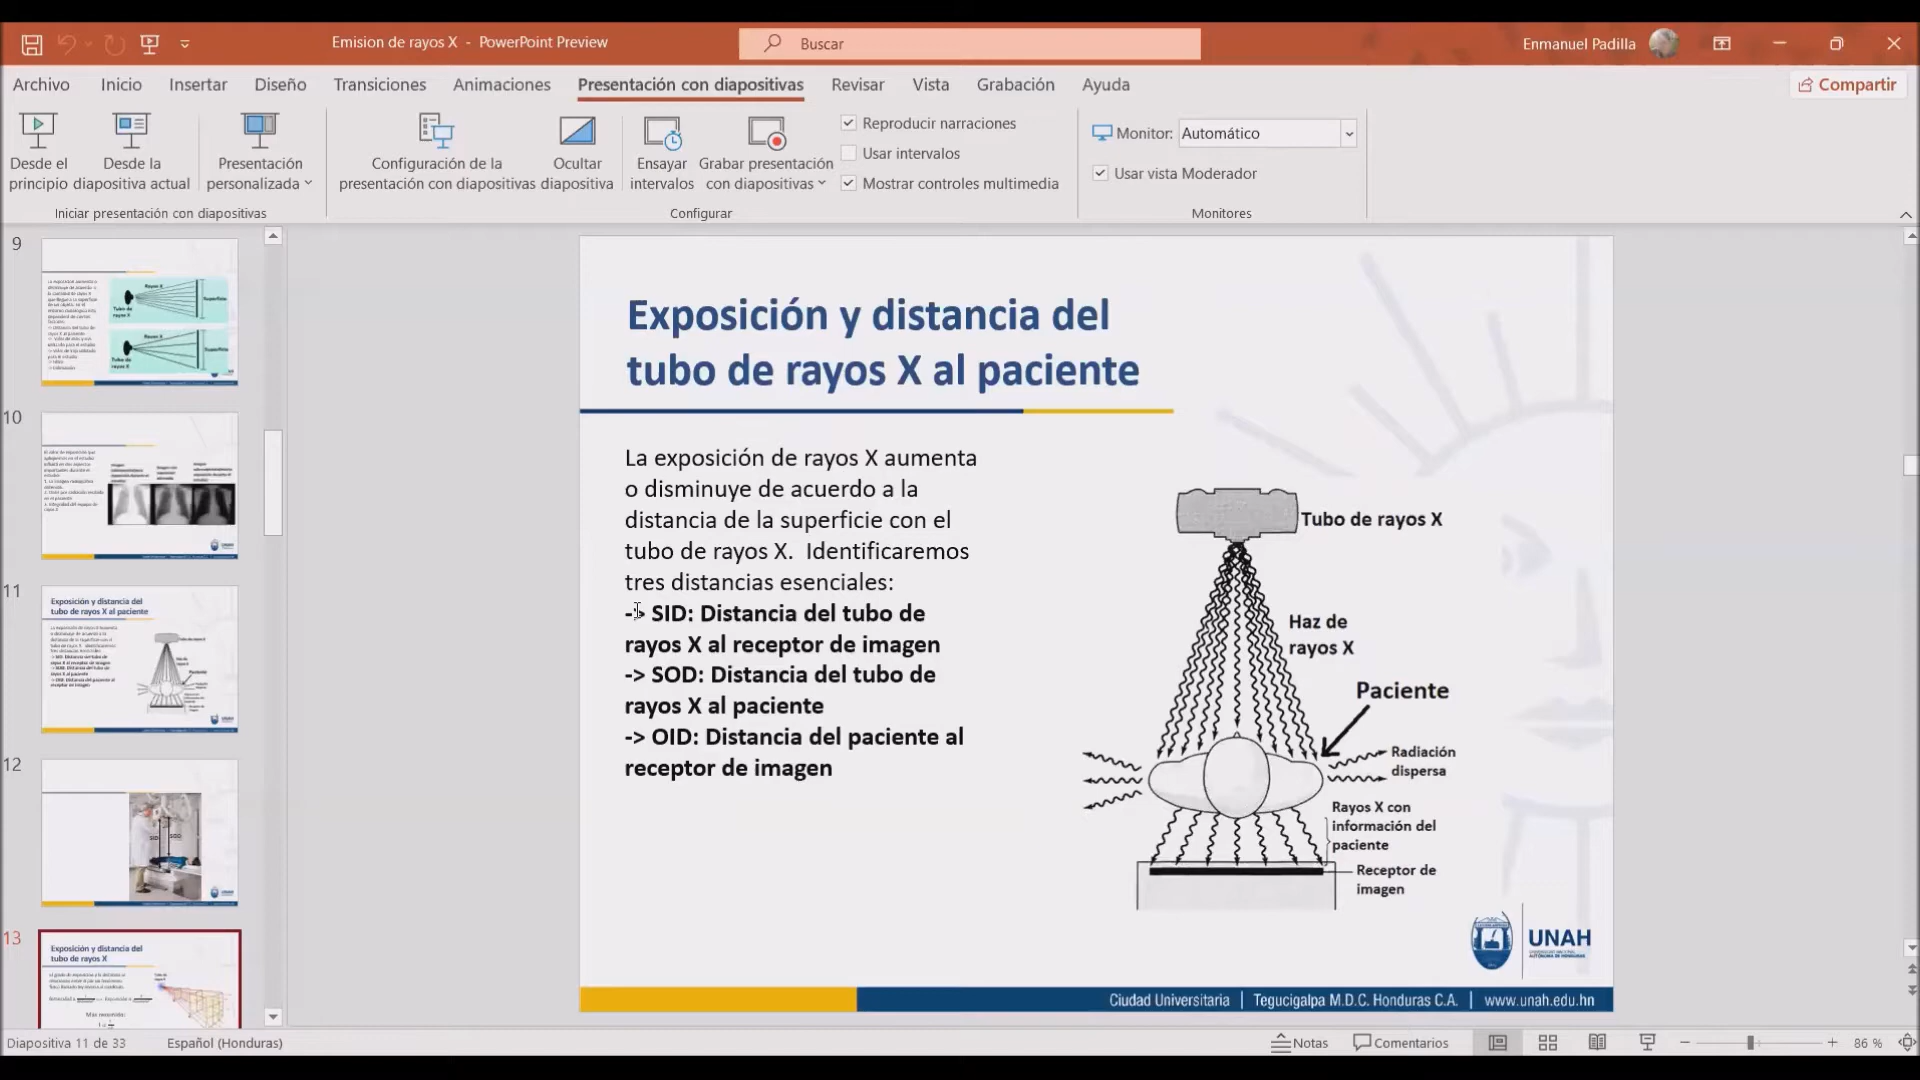 Emision de rayos X - PowerPoint Preview
Buscar
Enmanuel Padilla
Archivo
Inicio
Insertar
Diseño
Transiciones
Animaciones
Presentación con diapositivas
Revisar
Vista
Grabación
Ayuda
Compartir
Desde el
principio
Desde la
diapositiva actual
Presentación
personalizada
Iniciar presentación con diapositivas
Configuración de la
presentación con diapositivas
Ocultar
diapositiva
Ensayar
intervalos
Grabar presentación
con diapositivas
Reproducir narraciones
Usar intervalos
Mostrar controles multimedia
Configurar
Monitor:
Automático
Usar vista Moderador
Monitores
9
10
11
Exposición y distancia del
tubo de rayos X al paciente
12
13
Exposición y distancia del
tubo de rayos X
Exposición y distancia del
tubo de rayos X al paciente
La exposición de rayos X aumenta
o disminuye de acuerdo a la
distancia de la superficie con el
tubo de rayos X. Identificaremos
tres distancias esenciales:
-> SID: Distancia del tubo de
rayos X al receptor de imagen
-> SOD: Distancia del tubo de
rayos X al paciente
-> OID: Distancia del paciente al
receptor de imagen
Tubo de rayos X
Haz de
rayos X
Paciente
Radiación
dispersa
Rayos X con
información del
paciente
Receptor de
imagen
UNAH
Ciudad Universitaria | Tegucigalpa M.D.C. Honduras C.A. | www.unah.edu.hn
Diapositiva 11 de 33
Español (Honduras)
Notas
Comentarios
86 %